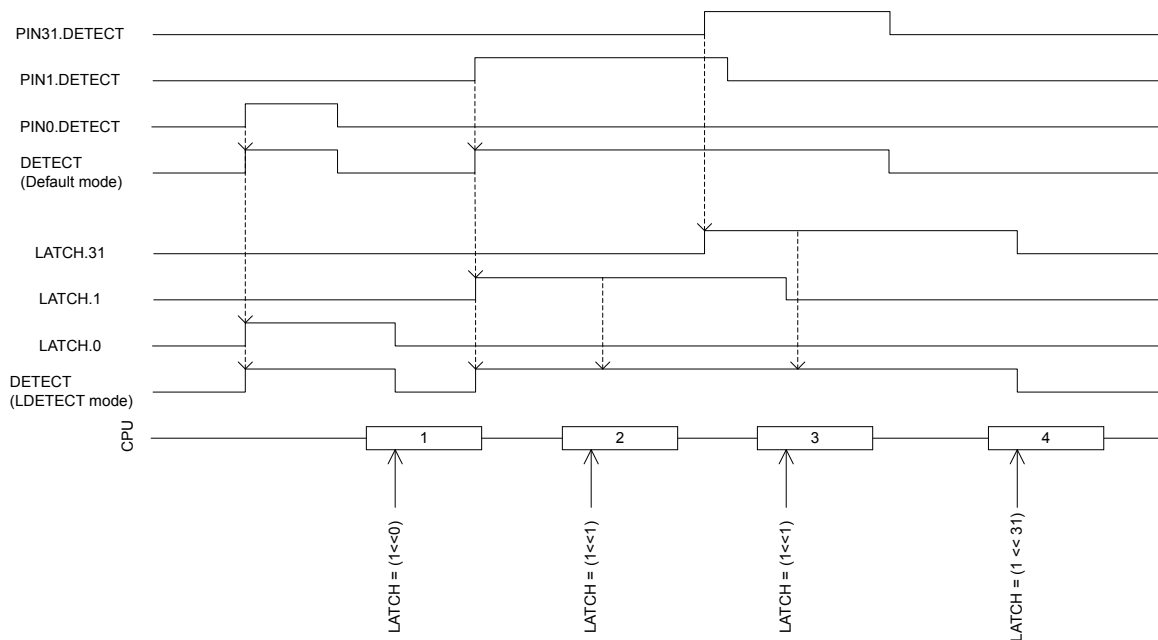 PIN31.DETECT
PIN1.DETECT
PIN0.DETECT
DETECT
(Default mode)
LATCH.31
LATCH.1
LATCH.0
DETECT
(LDETECT mode)
CPU
1
2
3
4
LATCH = (1<<0)
LATCH = (1<<1)
LATCH = (1<<1)
LATCH = (1 << 31)